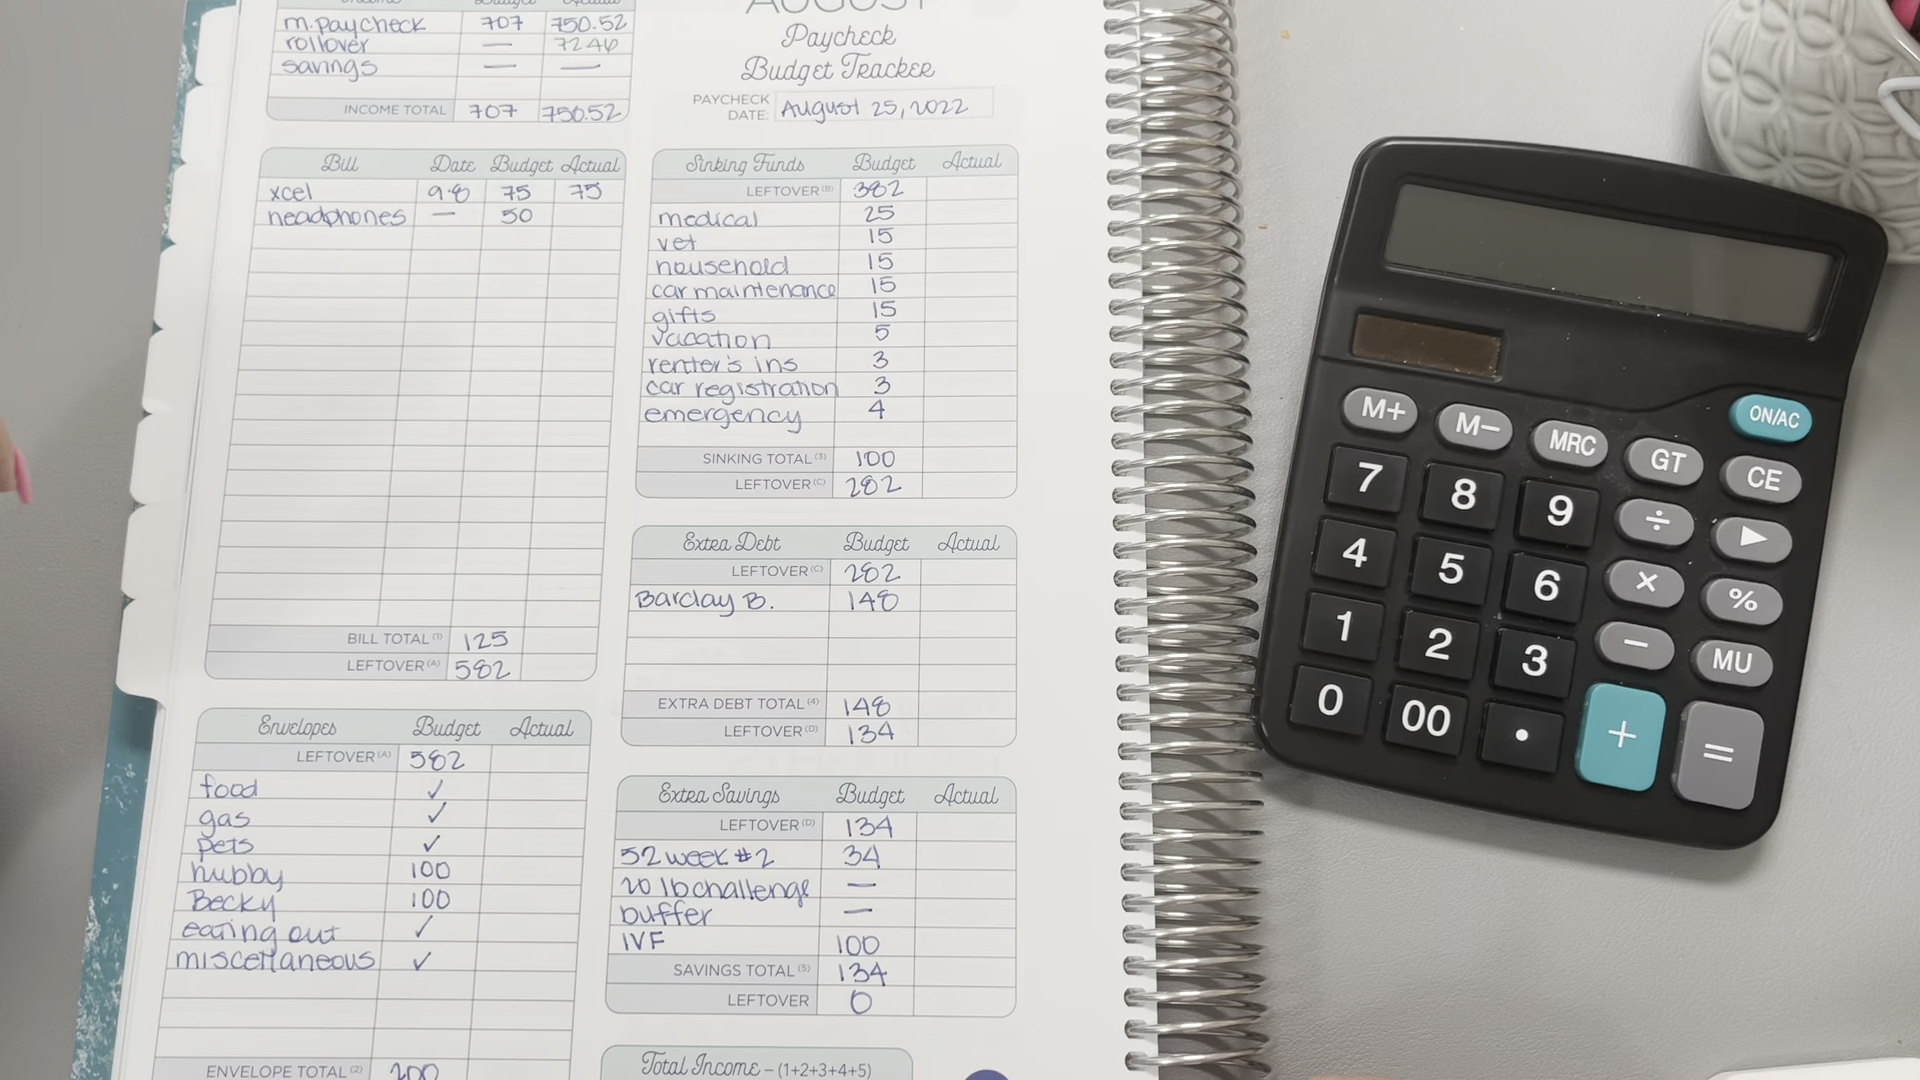 m. paycheck 707 750.52
rollover — 72.46
savings — —
INCOME TOTAL 707 750.52
AUGUST
Paycheck
Budget Tracker
PAYCHECK DATE: August 25, 2022
Bill Date Budget Actual
xcel 9.8 75 75
headphones — 50
BILL TOTAL (1) 125
LEFTOVER (A) 582
Envelopes Budget Actual
LEFTOVER (A) 582
food ✓
gas ✓
pets ✓
hubby 100
Becky 100
eating out ✓
miscellaneous ✓
ENVELOPE TOTAL (2) 200
Sinking Funds Budget Actual
LEFTOVER (B) 382
medical 25
vet 15
household 15
car maintenance 15
gifts 15
vacation 5
renter's ins 3
car registration 3
emergency 4
SINKING TOTAL (3) 100
LEFTOVER (C) 282
Extra Debt Budget Actual
LEFTOVER (C) 282
Barclay B. 148
EXTRA DEBT TOTAL (4) 148
LEFTOVER (D) 134
Extra Savings Budget Actual
LEFTOVER (D) 134
52 week #2 34
20 lb challenge —
buffer —
IVF 100
SAVINGS TOTAL (5) 134
LEFTOVER 0
Total Income – (1+2+3+4+5)
ON/AC
M+ M− MRC GT CE
7 8 9 ÷ ▶
4 5 6 × %
1 2 3 − MU
0 00 . + =